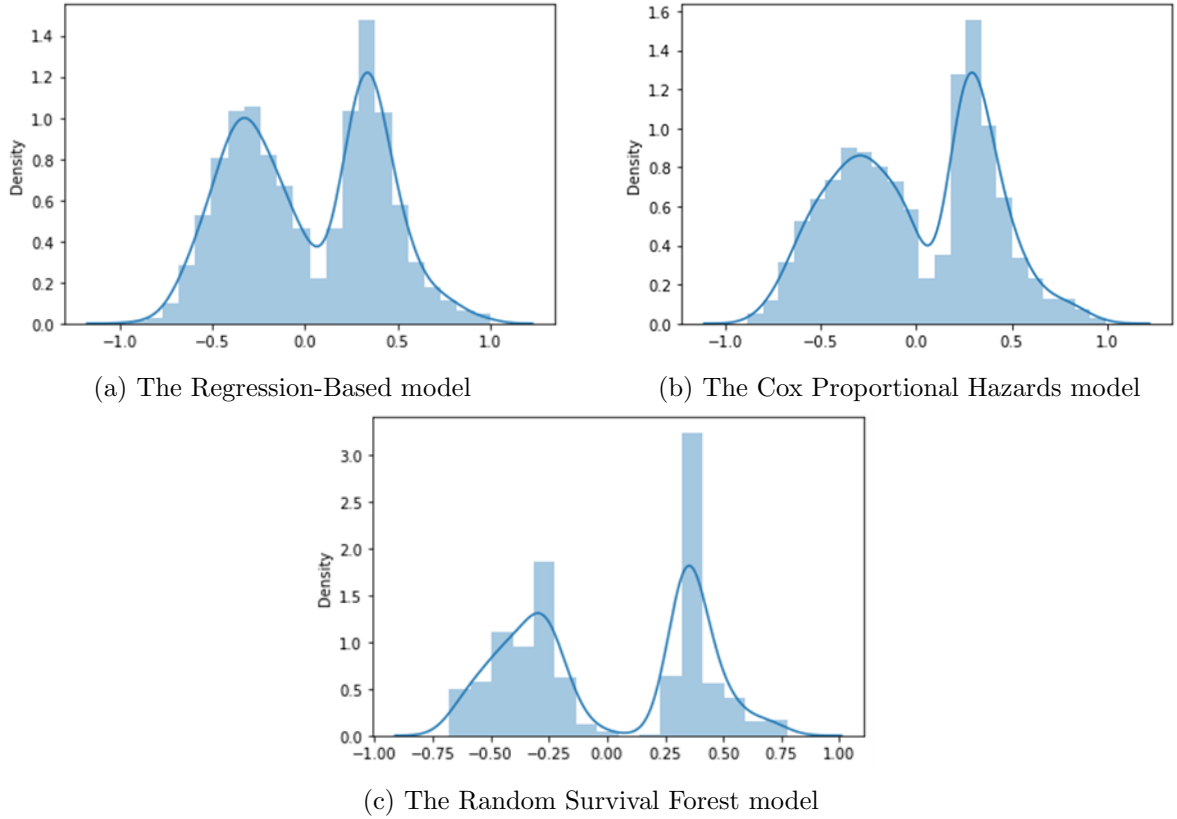 1.4
1.2
1.0
0.8
0.6
0.4
0.2
0.0
Density
−1.0 −0.5 0.0 0.5 1.0
(a) The Regression-Based model
1.6
1.4
1.2
1.0
0.8
0.6
0.4
0.2
0.0
Density
−1.0 −0.5 0.0 0.5 1.0
(b) The Cox Proportional Hazards model
3.0
2.5
2.0
1.5
1.0
0.5
0.0
Density
−1.00 −0.75 −0.50 −0.25 0.00 0.25 0.50 0.75 1.00
(c) The Random Survival Forest model